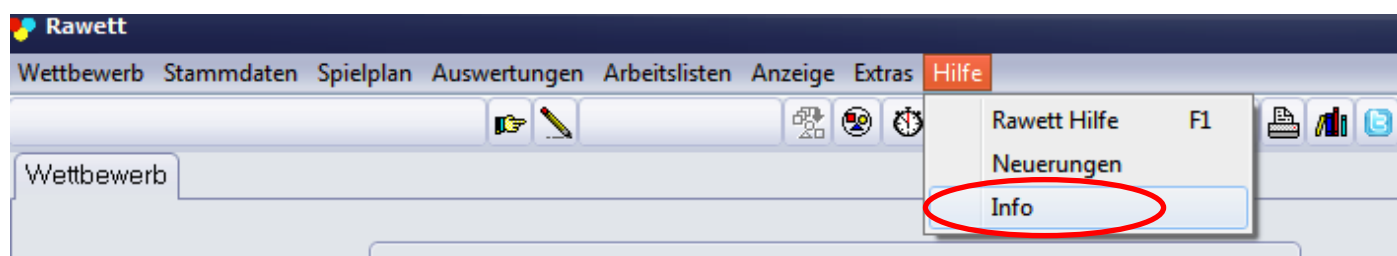 Rawett
Wettbewerb Stammdaten Spielplan Auswertungen Arbeitslisten Anzeige Extras Hilfe
Rawett Hilfe F1
Neuerungen
Wettbewerb
Info